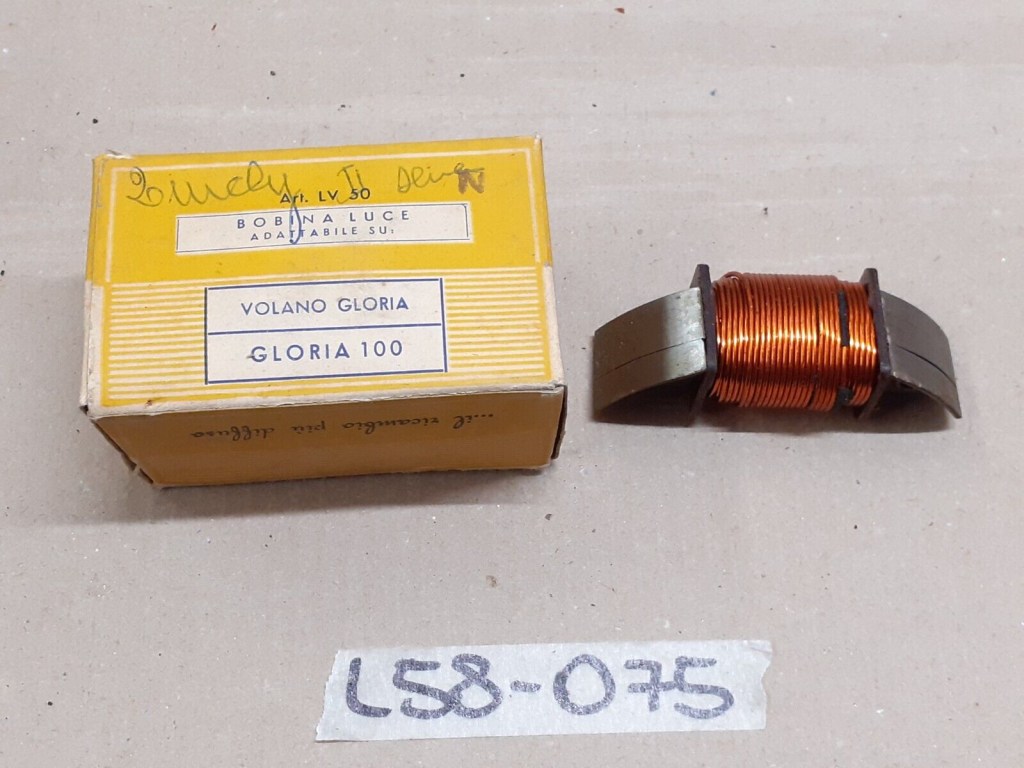 Art. LV 50
BOBINA LUCE
ADATTABILE SU:
VOLANO GLORIA
GLORIA 100
...il ricambio più diffuso
L58-075